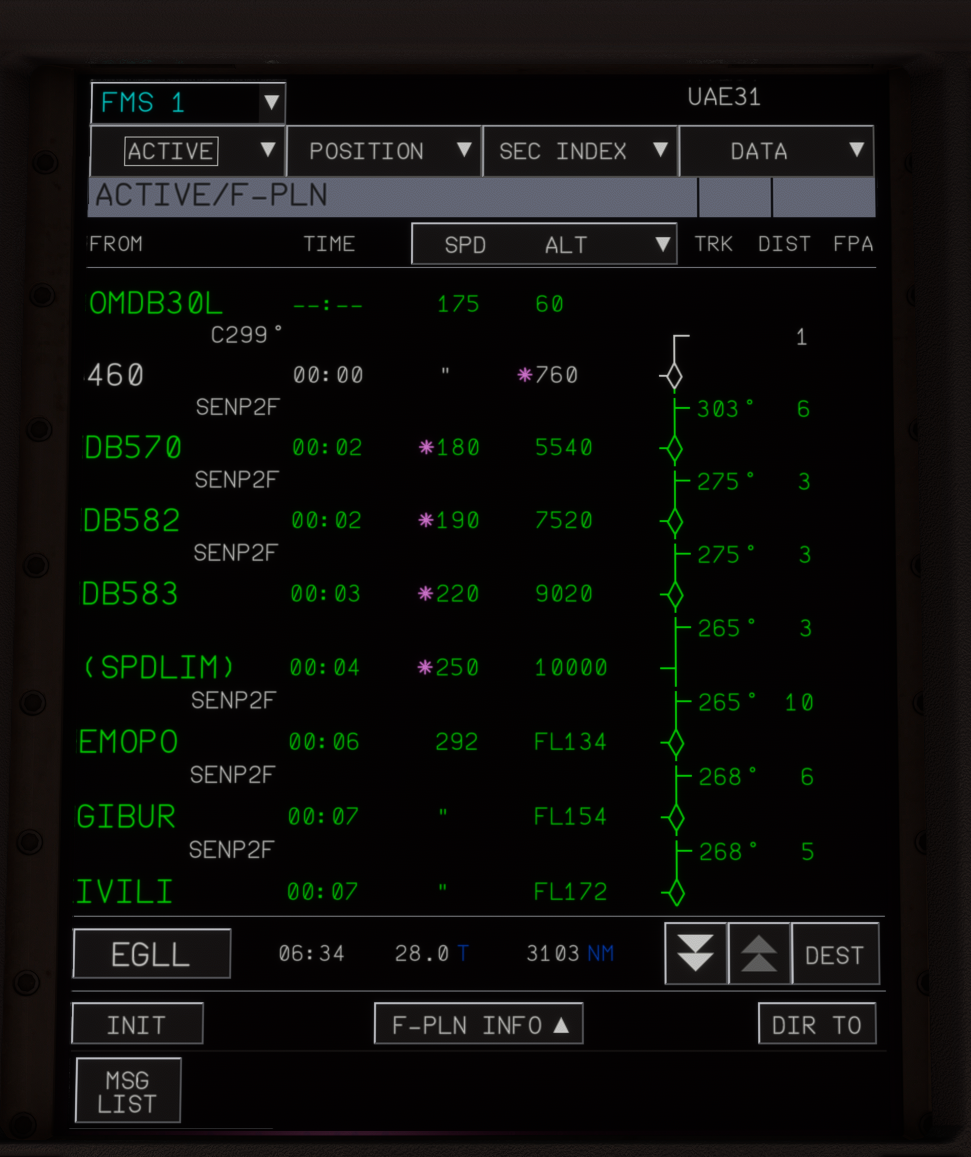 FMS 1 ▼ UAE31
ACTIVE ▼ POSITION ▼ SEC INDEX ▼ DATA ▼
ACTIVE/F-PLN
FROM TIME SPD ALT ▼ TRK DIST FPA
OMDB30L --:-- 175 60
C299° 1
460 00:00 " *760
SENP2F 303° 6
DB570 00:02 *180 5540
SENP2F 275° 3
DB582 00:02 *190 7520
SENP2F 275° 3
DB583 00:03 *220 9020
265° 3
(SPDLIM) 00:04 *250 10000
SENP2F 265° 10
EMOPO 00:06 292 FL134
SENP2F 268° 6
GIBUR 00:07 " FL154
SENP2F 268° 5
IVILI 00:07 " FL172
EGLL 06:34 28.0 T 3103 NM DEST
INIT F-PLN INFO ▲ DIR TO
MSG
LIST